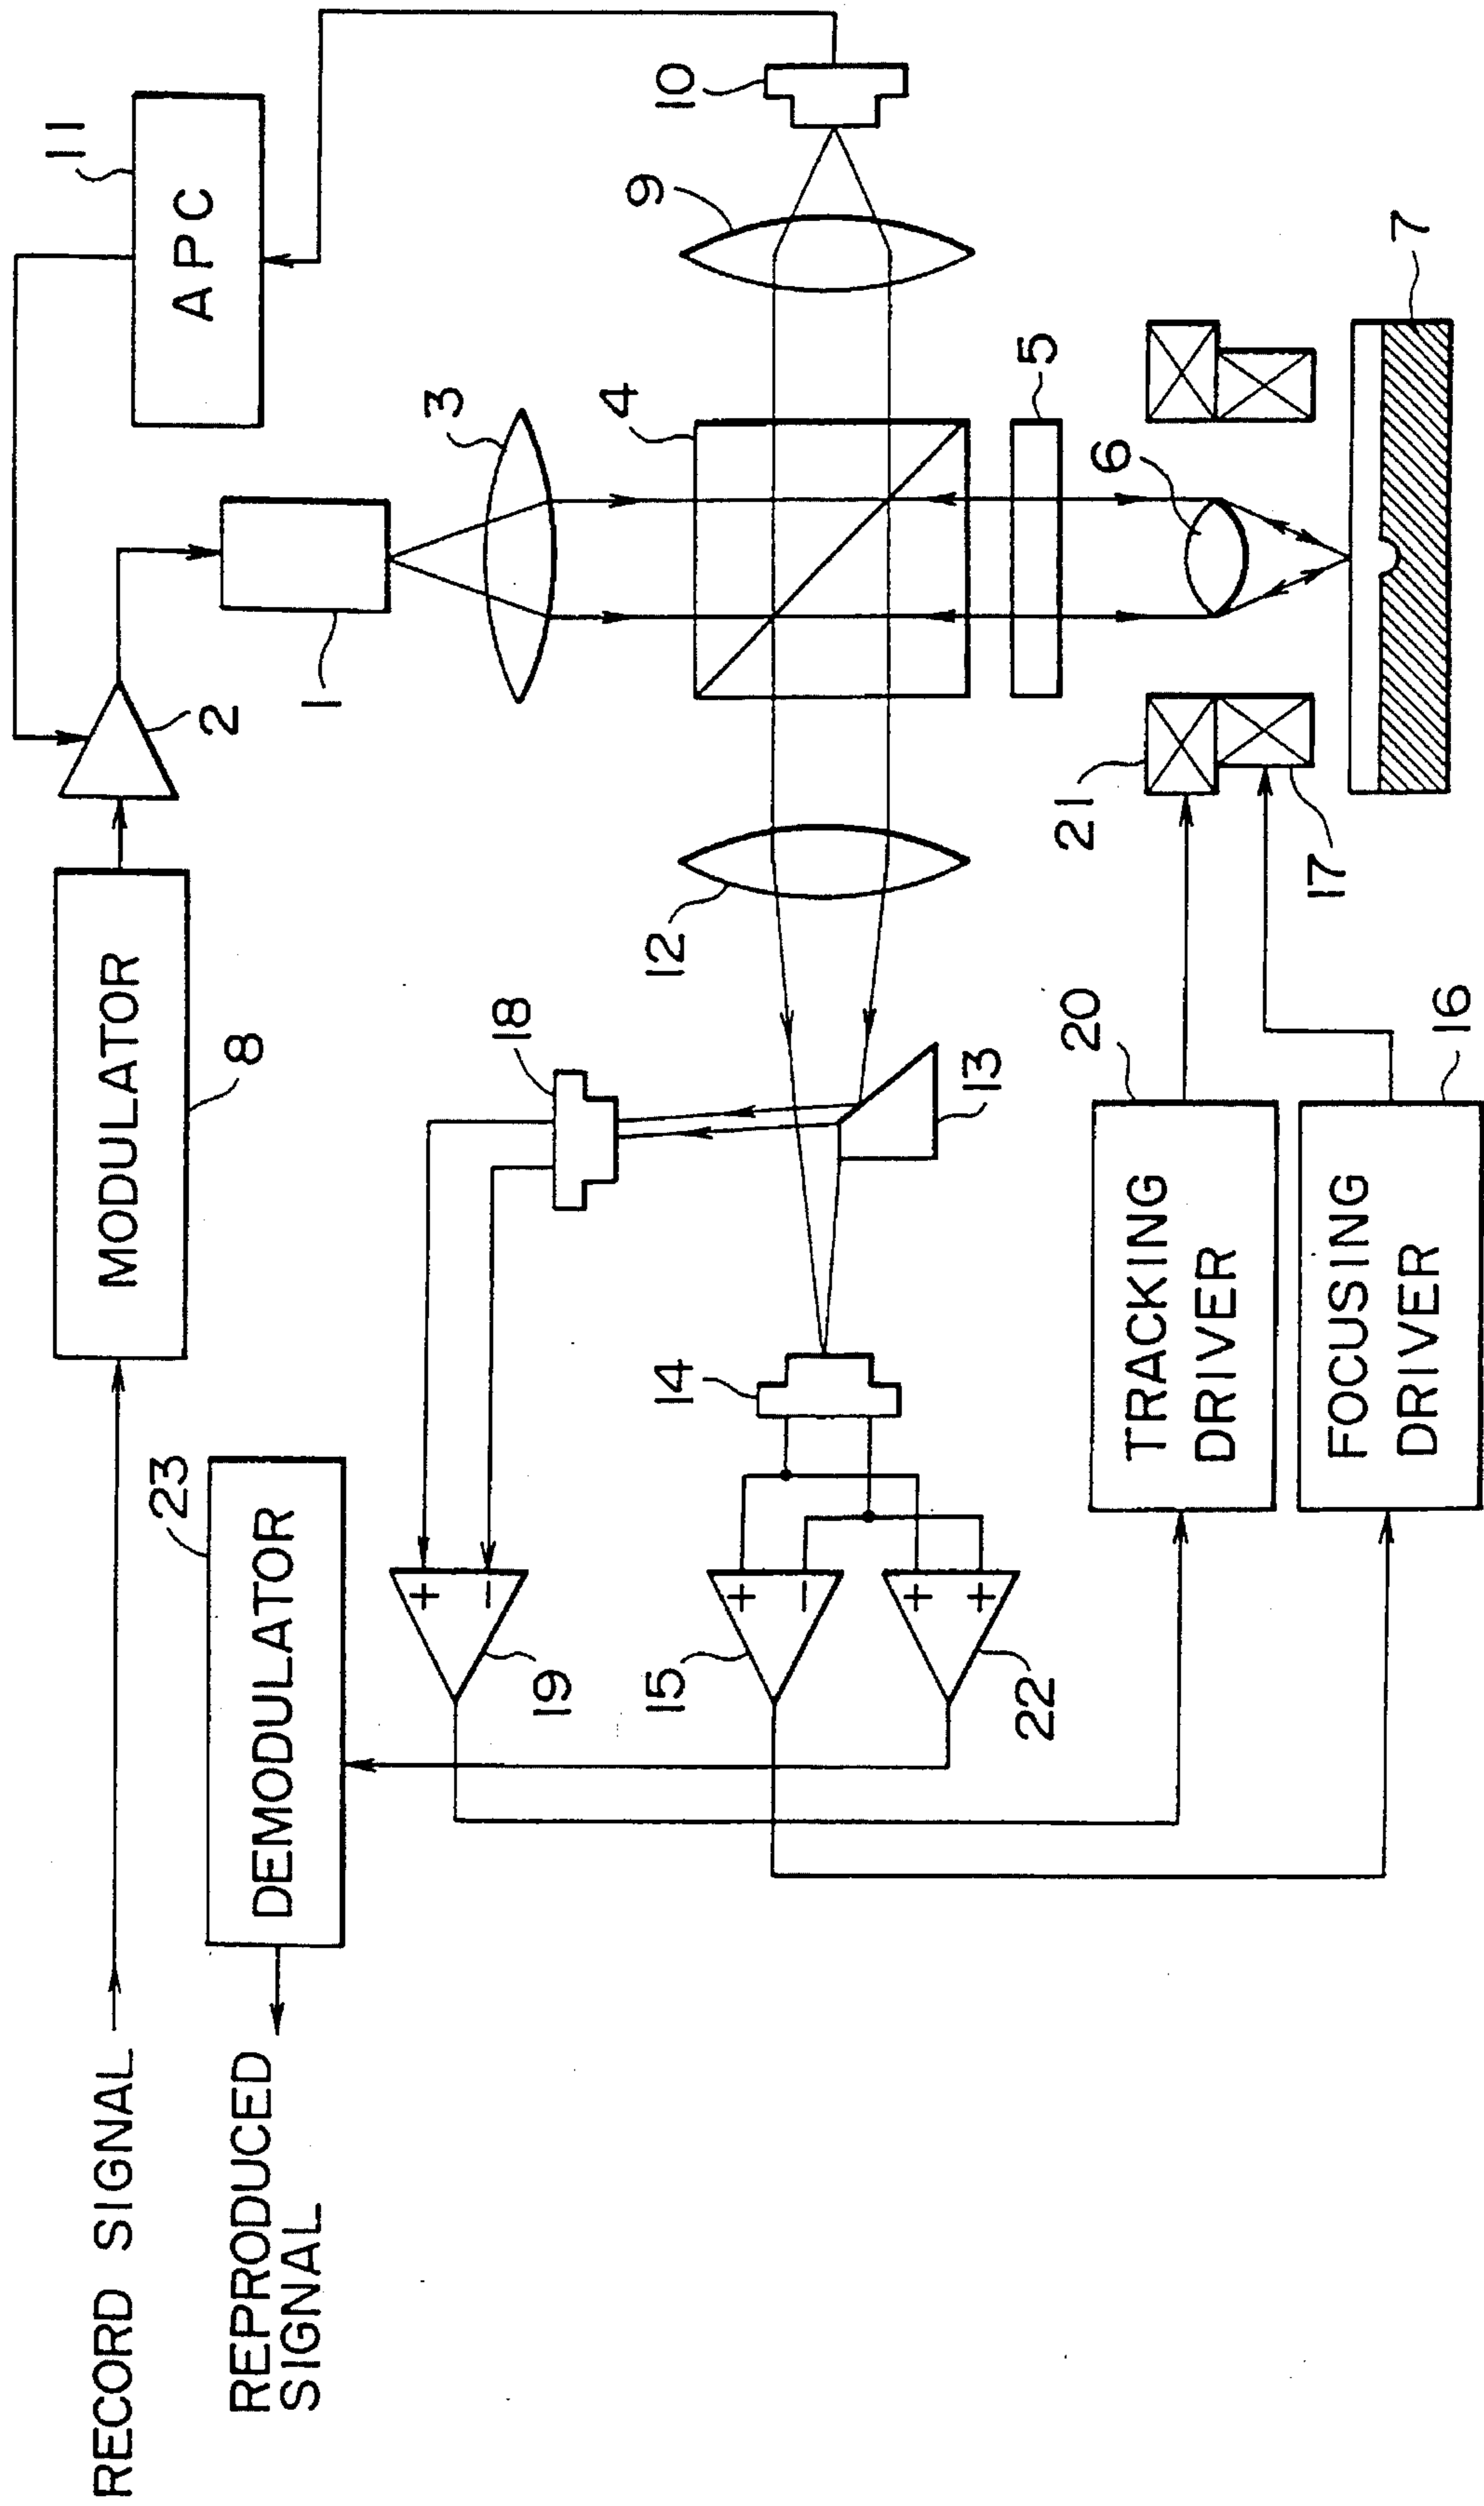 RECORD SIGNAL
REPRODUCED
SIGNAL
MODULATOR
8
2
APC
11
DEMODULATOR
23
1
3
4
5
6
7
9
10
12
13
14
18
+
−
19
+
−
15
+
+
22
TRACKING
DRIVER
20
21
FOCUSING
DRIVER
16
17